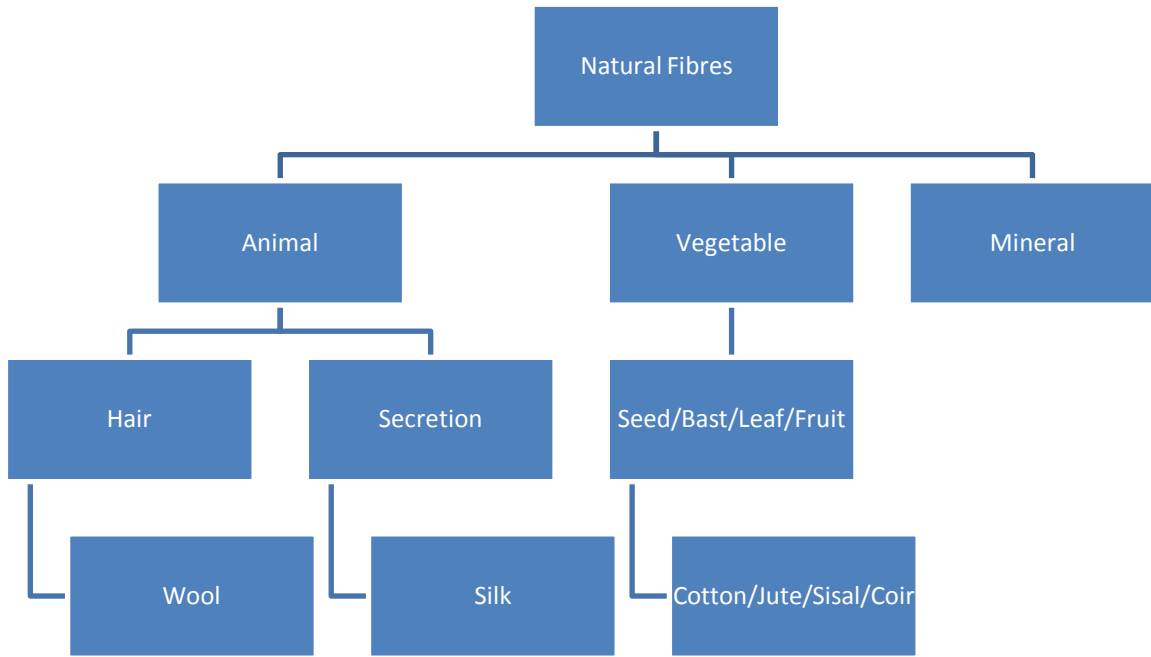 Natural Fibres
Animal
Vegetable
Mineral
Hair
Secretion
Seed/Bast/Leaf/Fruit
Wool
Silk
Cotton/Jute/Sisal/Coir